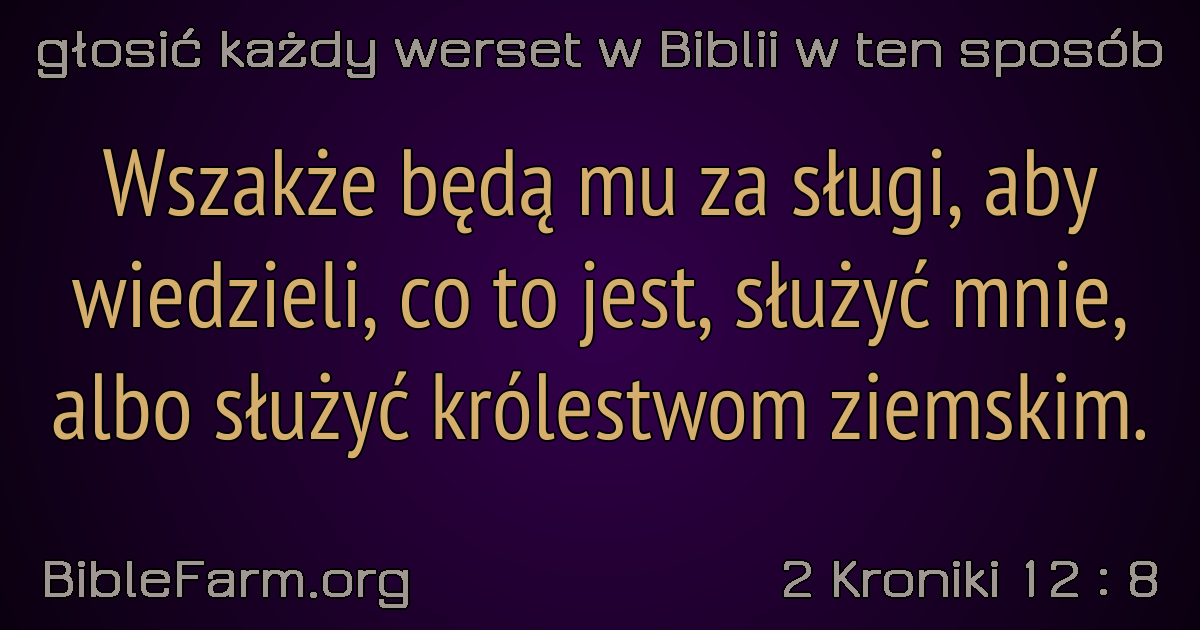 głosić każdy werset w Biblii w ten sposób
Wszakże będą mu za sługi, aby
wiedzieli, co to jest, służyć mnie,
albo służyć królestwom ziemskim.
BibleFarm.org
2 Kroniki 12 : 8